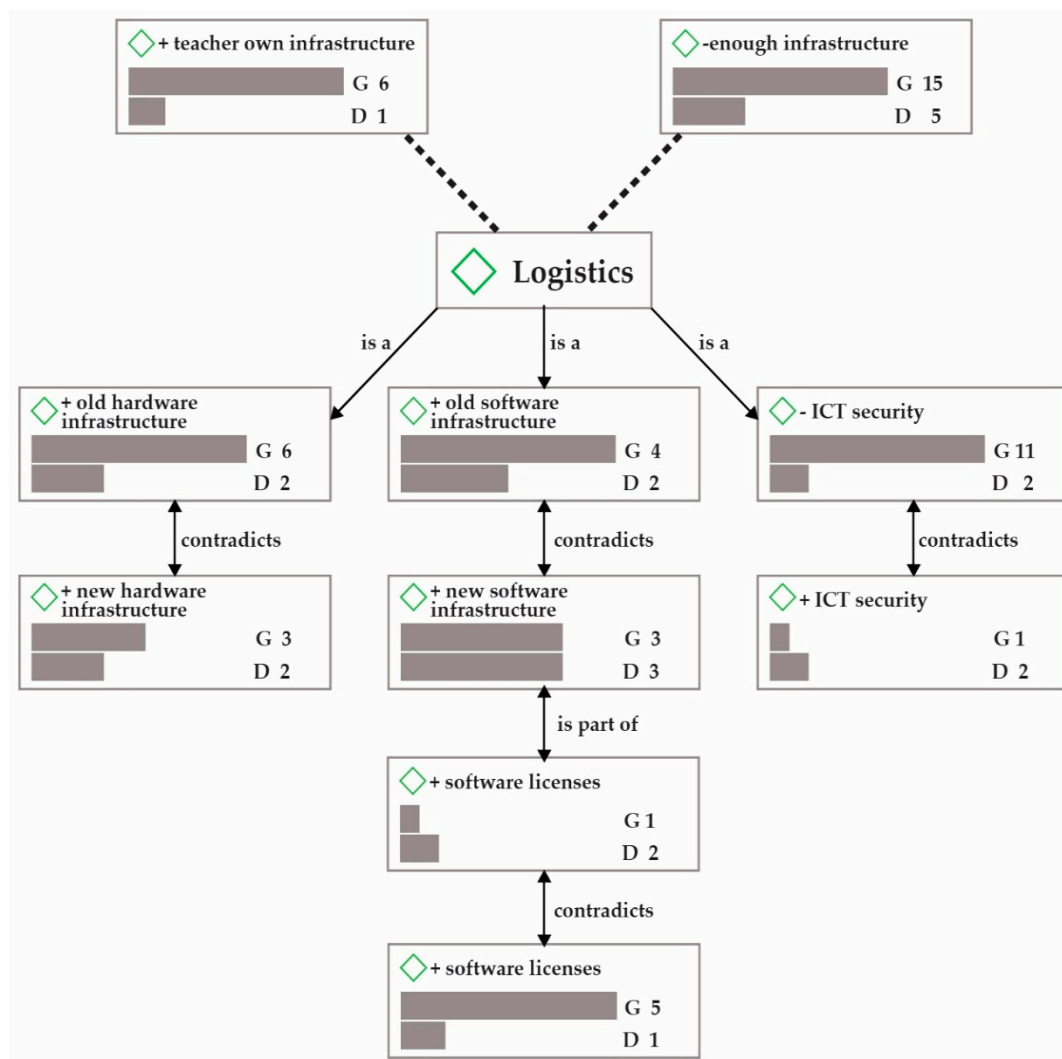 + teacher own infrastructure
G 6
D 1
-enough infrastructure
G 15
D 5
Logistics
is a
is a
is a
+ old hardware
infrastructure
G 6
D 2
+ old software
infrastructure
G 4
D 2
- ICT security
G 11
D 2
contradicts
contradicts
contradicts
+ new hardware
infrastructure
G 3
D 2
+ new software
infrastructure
G 3
D 3
+ ICT security
G 1
D 2
is part of
+ software licenses
G 1
D 2
contradicts
+ software licenses
G 5
D 1